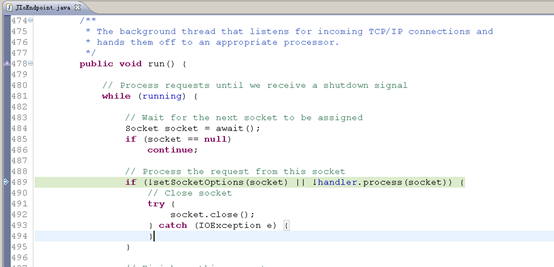 JIoEndpoint.java
474 /**
475 * The background thread that listens for incoming TCP/IP connections and
476 * hands them off to an appropriate processor.
477 */
478 public void run() {
479
480 // Process requests until we receive a shutdown signal
481 while (running) {
482
483 // Wait for the next socket to be assigned
484 Socket socket = await();
485 if (socket == null)
486 continue;
487
488 // Process the request from this socket
489 if (!setSocketOptions(socket) || !handler.process(socket)) {
490 // Close socket
491 try {
492 socket.close();
493 } catch (IOException e) {
494 }
495 }
496